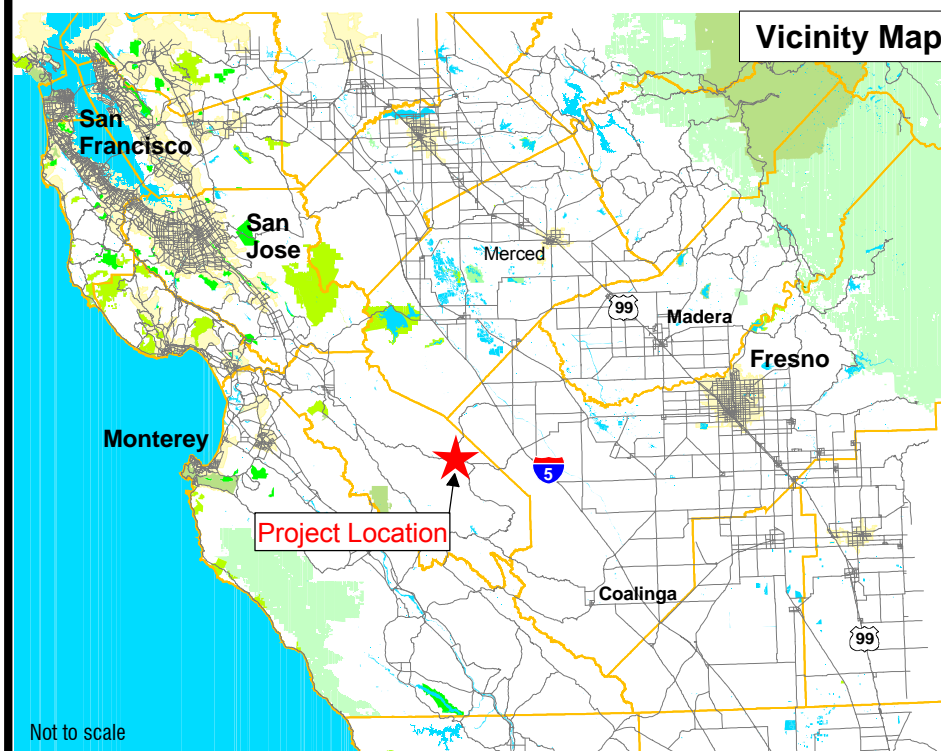 Vicinity Map
San
Francisco
San
Jose
Merced
99
Madera
Fresno
Monterey
5
Project Location
Coalinga
99
Not to scale